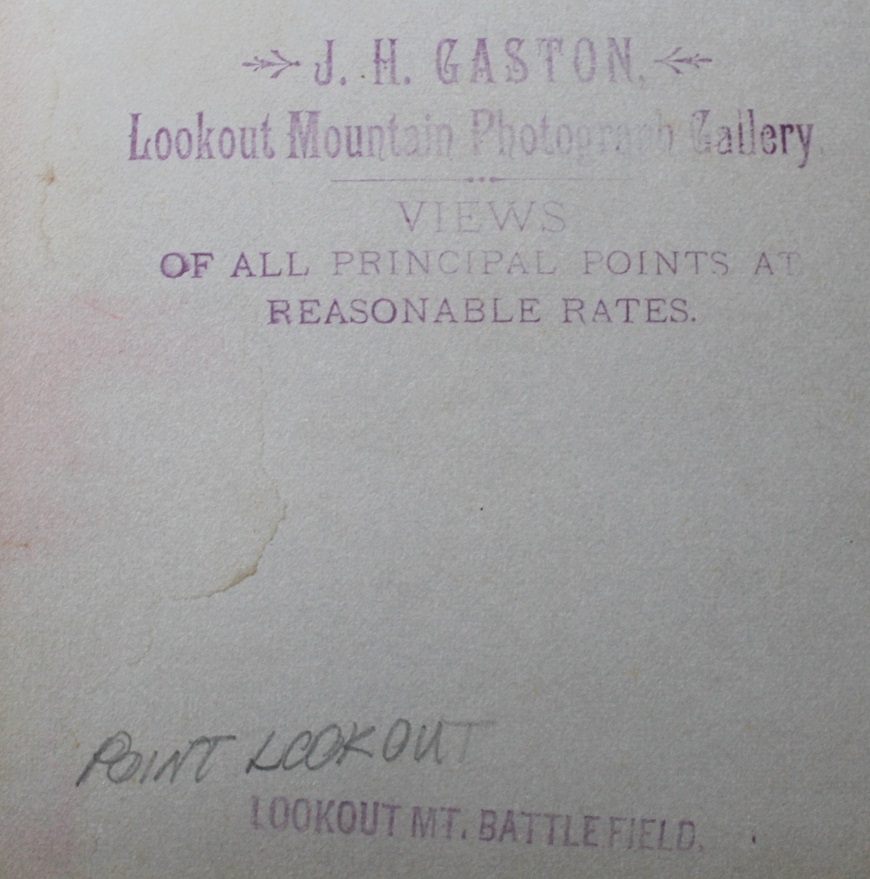 J. H. GASTON.
Lookout Mountain Photograph Gallery.
VIEWS
OF ALL PRINCIPAL POINTS AT
REASONABLE RATES.
POINT LOOKOUT
LOOKOUT MT. BATTLE FIELD.